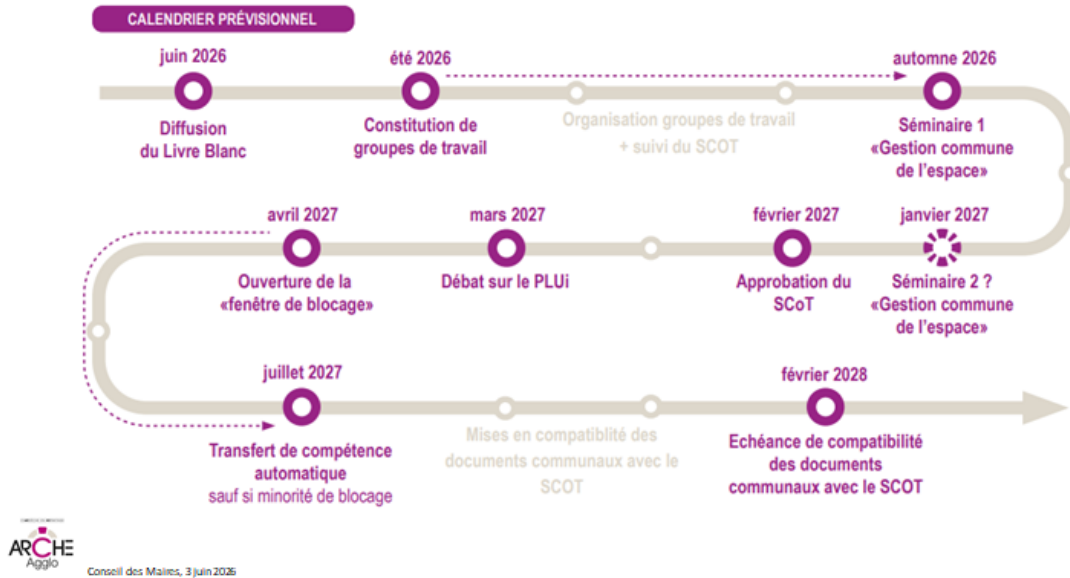 CALENDRIER PRÉVISIONNEL
juin 2026
Diffusion
du Livre Blanc
été 2026
Constitution de
groupes de travail
Organisation groupes de travail
+ suivi du SCOT
automne 2026
Séminaire 1
«Gestion commune
de l'espace»
avril 2027
Ouverture de la
«fenêtre de blocage»
mars 2027
Débat sur le PLUi
février 2027
Approbation du
SCoT
janvier 2027
Séminaire 2 ?
«Gestion commune
de l'espace»
juillet 2027
Transfert de compétence
automatique
sauf si minorité de blocage
Mises en compatiblité des
documents communaux avec le
SCOT
février 2028
Echéance de compatibilité
des documents
communaux avec le SCOT
ARCHE
Agglo
Conseil des Maires, 3 juin 2026